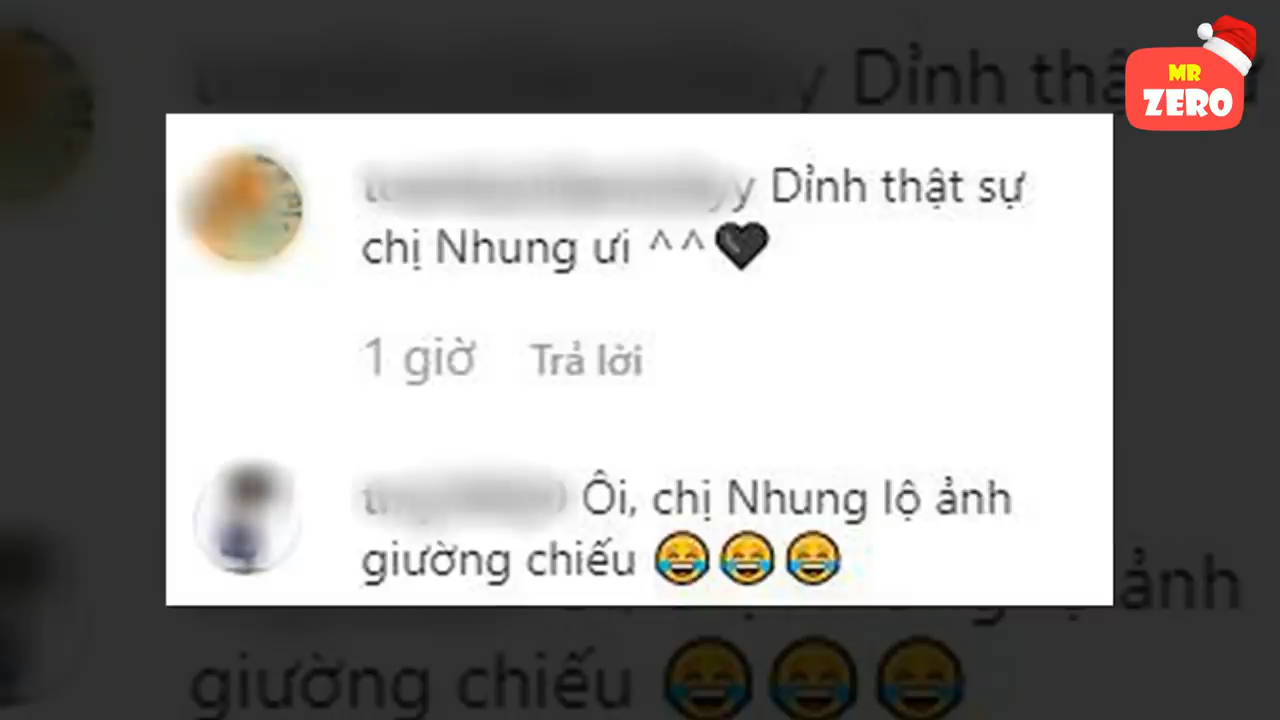 MR
ZERO
Dỉnh thật sự
chị Nhung ưi ^^🖤
1 giờ Trả lời
Ôi, chị Nhung lộ ảnh
giường chiếu 😂😂😂